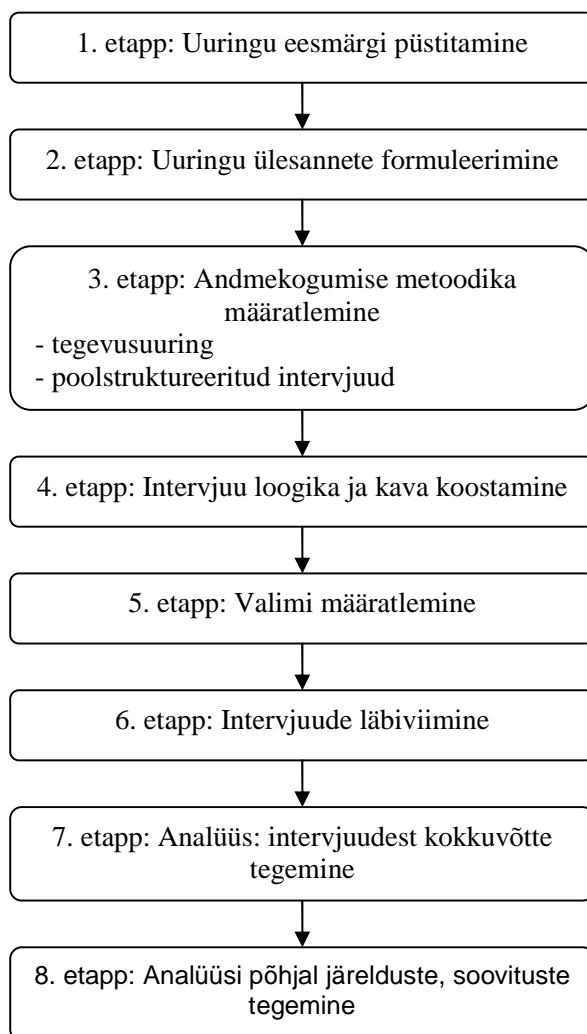 1. etapp: Uuringu eesmärgi püstitamine
2. etapp: Uuringu ülesannete formuleerimine
3. etapp: Andmekogumise metoodika
määratlemine
- tegevusuuring
- poolstruktureeritud intervjuud
4. etapp: Intervjuu loogika ja kava koostamine
5. etapp: Valimi määratlemine
6. etapp: Intervjuude läbiviimine
7. etapp: Analüüs: intervjuudest kokkuvõtte
tegemine
8. etapp: Analüüsi põhjal järelduste, soovituste
tegemine